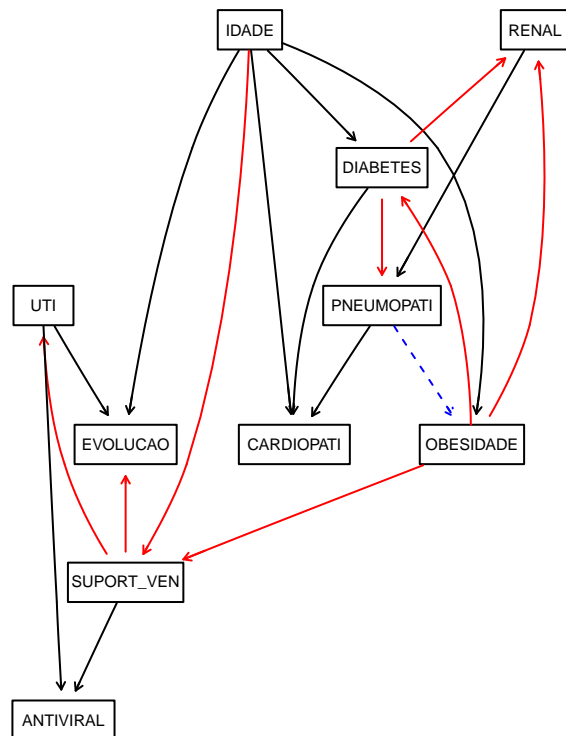 IDADE
RENAL
DIABETES
UTI
PNEUMOPATI
EVOLUCAO
CARDIOPATI
OBESIDADE
SUPORT_VEN
ANTIVIRAL